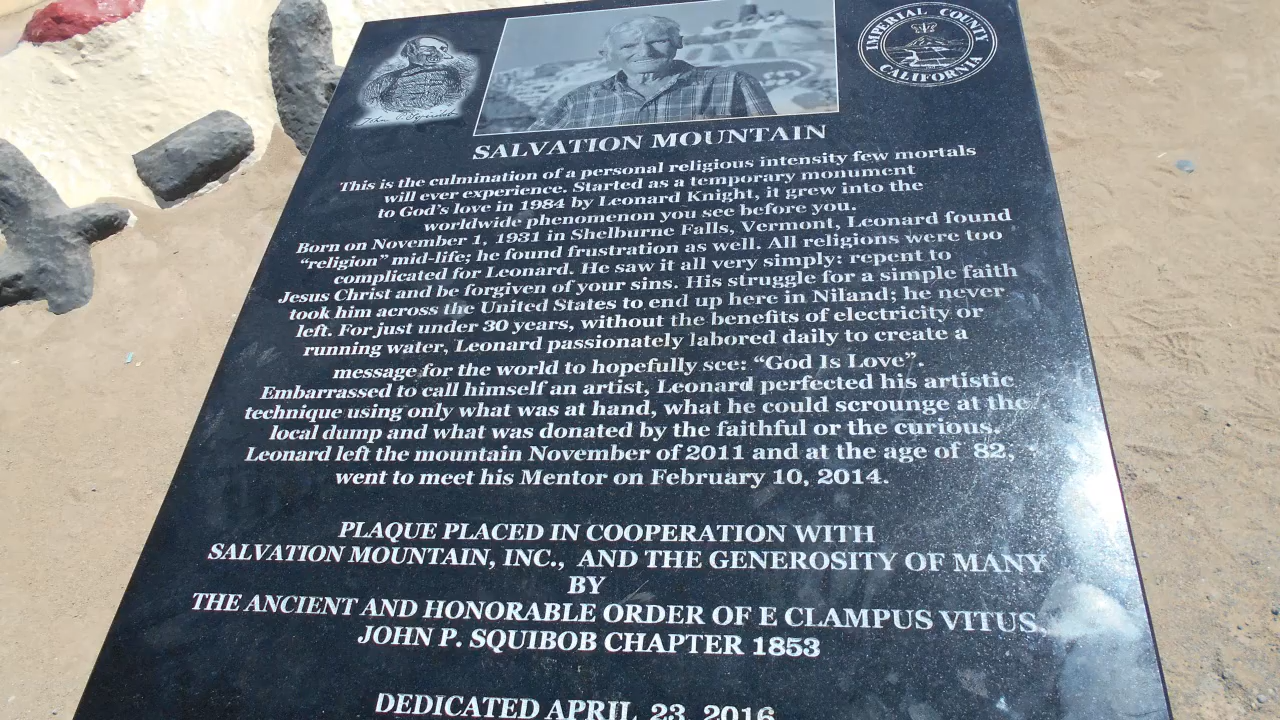 IMPERIAL COUNTY
CALIFORNIA
SALVATION MOUNTAIN
This is the culmination of a personal religious intensity few mortals
will ever experience. Started as a temporary monument
to God's love in 1984 by Leonard Knight, it grew into the
worldwide phenomenon you see before you.
Born on November 1, 1931 in Shelburne Falls, Vermont, Leonard found
“religion” mid-life; he found frustration as well. All religions were too
complicated for Leonard. He saw it all very simply: repent to
Jesus Christ and be forgiven of your sins. His struggle for a simple faith
took him across the United States to end up here in Niland; he never
left. For just under 30 years, without the benefits of electricity or
running water, Leonard passionately labored daily to create a
message for the world to hopefully see: “God Is Love”.
Embarrassed to call himself an artist, Leonard perfected his artistic
technique using only what was at hand, what he could scrounge at the
local dump and what was donated by the faithful or the curious.
Leonard left the mountain November of 2011 and at the age of 82,
went to meet his Mentor on February 10, 2014.
PLAQUE PLACED IN COOPERATION WITH
SALVATION MOUNTAIN, INC., AND THE GENEROSITY OF MANY
BY
THE ANCIENT AND HONORABLE ORDER OF E CLAMPUS VITUS,
JOHN P. SQUIBOB CHAPTER 1853
DEDICATED APRIL 23, 2016